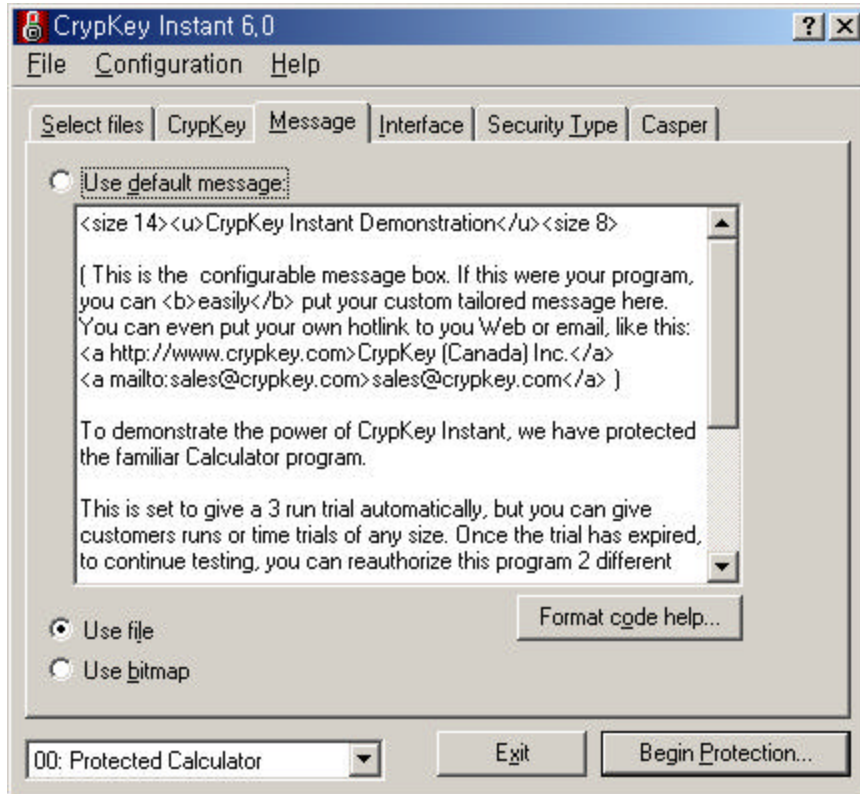 CrypKey Instant 6,0
File Configuration Help
Select files CrypKey Message Interface Security Type Casper
Use default message:
<size 14><u>CrypKey Instant Demonstration</u><size 8>
( This is the  configurable message box. If this were your program,
you can <b>easily</b> put your custom tailored message here.
You can even put your own hotlink to you Web or email, like this:
<a http://www.crypkey.com>CrypKey (Canada) Inc.</a>
<a mailto:sales@crypkey.com>sales@crypkey.com</a> )
To demonstrate the power of CrypKey Instant, we have protected
the familiar Calculator program.
This is set to give a 3 run trial automatically, but you can give
customers runs or time trials of any size. Once the trial has expired,
to continue testing, you can reauthorize this program 2 different
Format code help...
Use file
Use bitmap
00: Protected Calculator Exit Begin Protection...